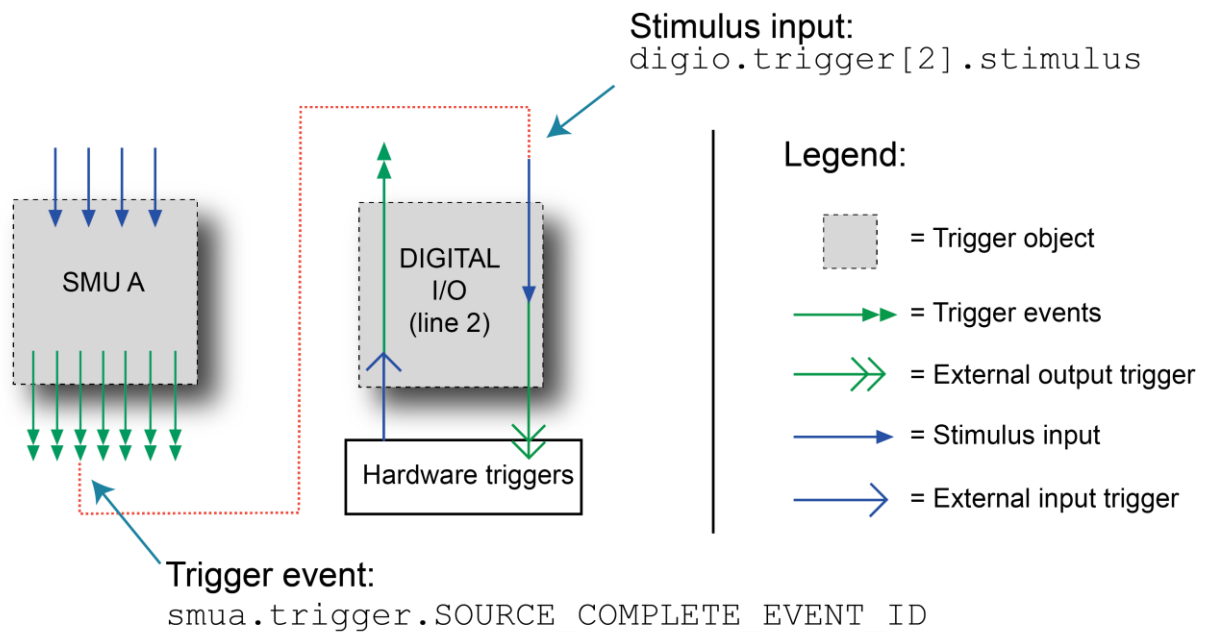 Stimulus input:
digio.trigger[2].stimulus
Legend:
SMU A
DIGITAL
I/O
(line 2)
= Trigger object
= Trigger events
= External output trigger
= Stimulus input
= External input trigger
Hardware triggers
Trigger event:
smua.trigger.SOURCE_COMPLETE_EVENT_ID